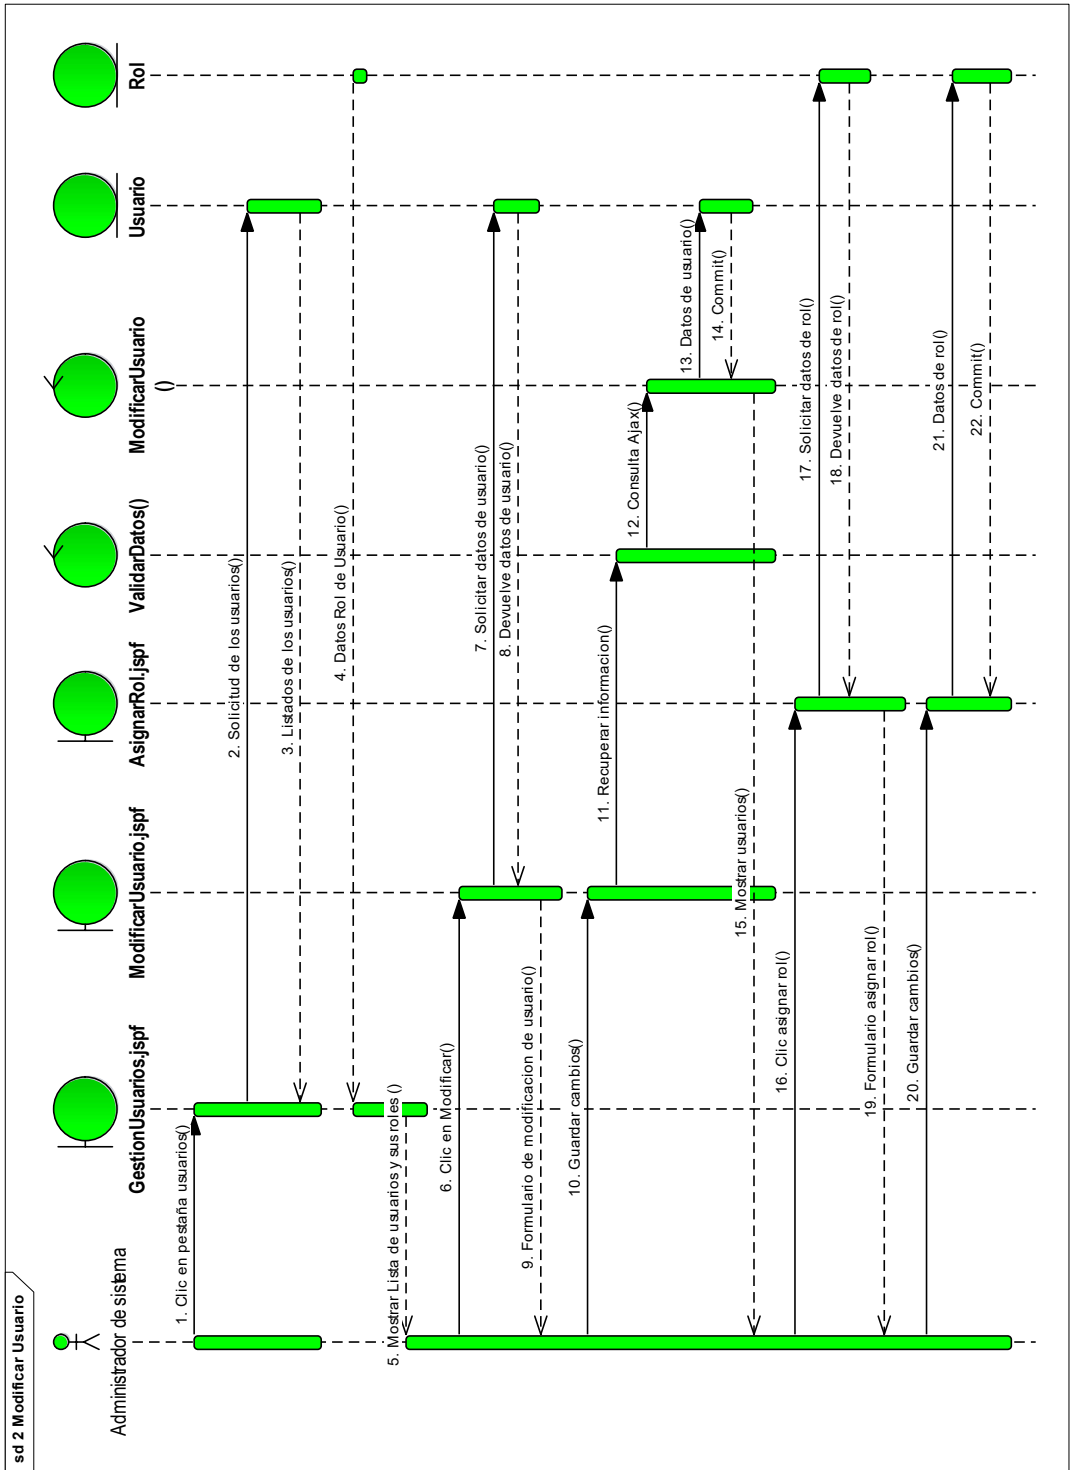 sd 2 Modificar Usuario
Administrador de sistema
GestionUsuarios.jspf
ModificarUsuario.jspf
AsignarRol.jspf
ValidarDatos()
ModificarUsuario
()
Usuario
Rol
1. Clic en pestaña usuarios()
2. Solicitud de los usuarios()
3. Listados de los usuarios()
4. Datos Rol de Usuario()
5. Mostrar Lista de usuarios y sus roles ()
6. Clic en Modificar()
7. Solicitar datos de usuario()
8. Devuelve datos de usuario()
9. Formulario de modificacion de usuario()
10. Guardar cambios()
11. Recuperar informacion()
12. Consulta Ajax()
13. Datos de usuario()
14. Commit()
15. Mostrar usuarios()
16. Clic asignar rol()
17. Solicitar datos de rol()
18. Devuelve datos de rol()
19. Formulario asignar rol()
20. Guardar cambios()
21. Datos de rol()
22. Commit()